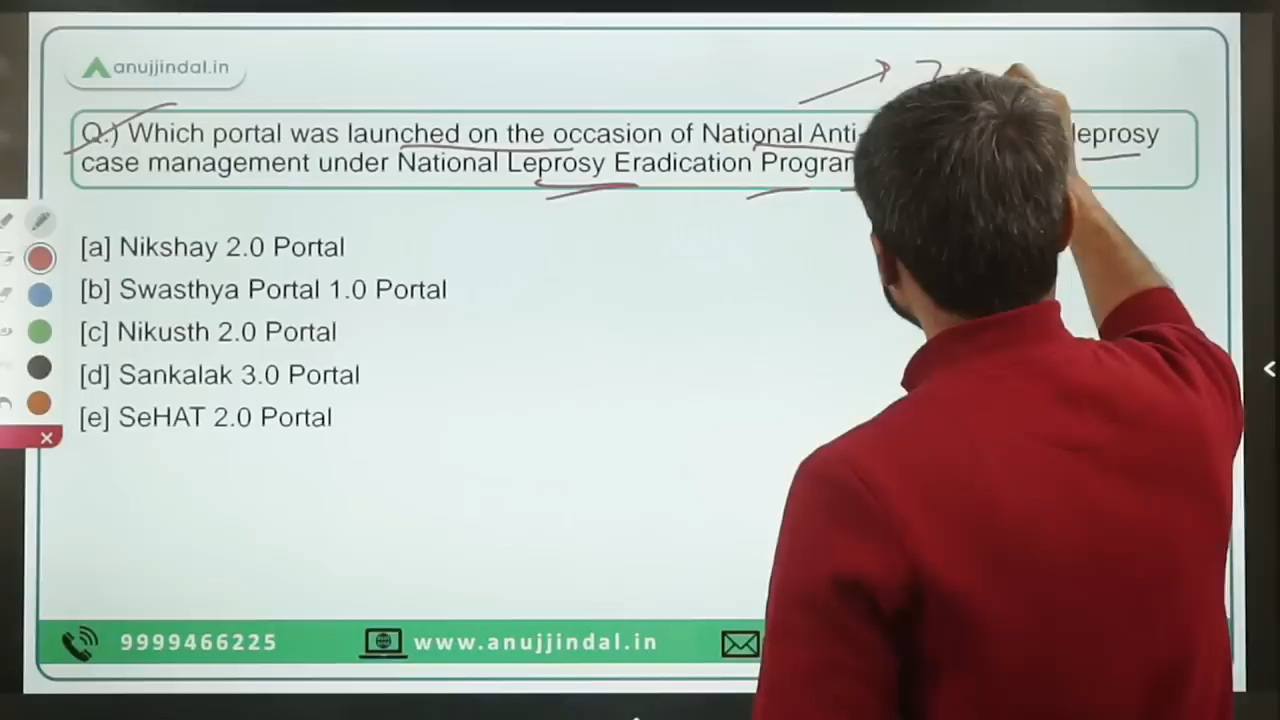 anujjindal.in
Q.) Which portal was launched on the occasion of National Anti- leprosy
case management under National Leprosy Eradication
[a] Nikshay 2.0 Portal
[b] Swasthya Portal 1.0 Portal
[c] Nikusth 2.0 Portal
[d] Sankalak 3.0 Portal
[e] SeHAT 2.0 Portal
9999466225 www.anujjindal.in